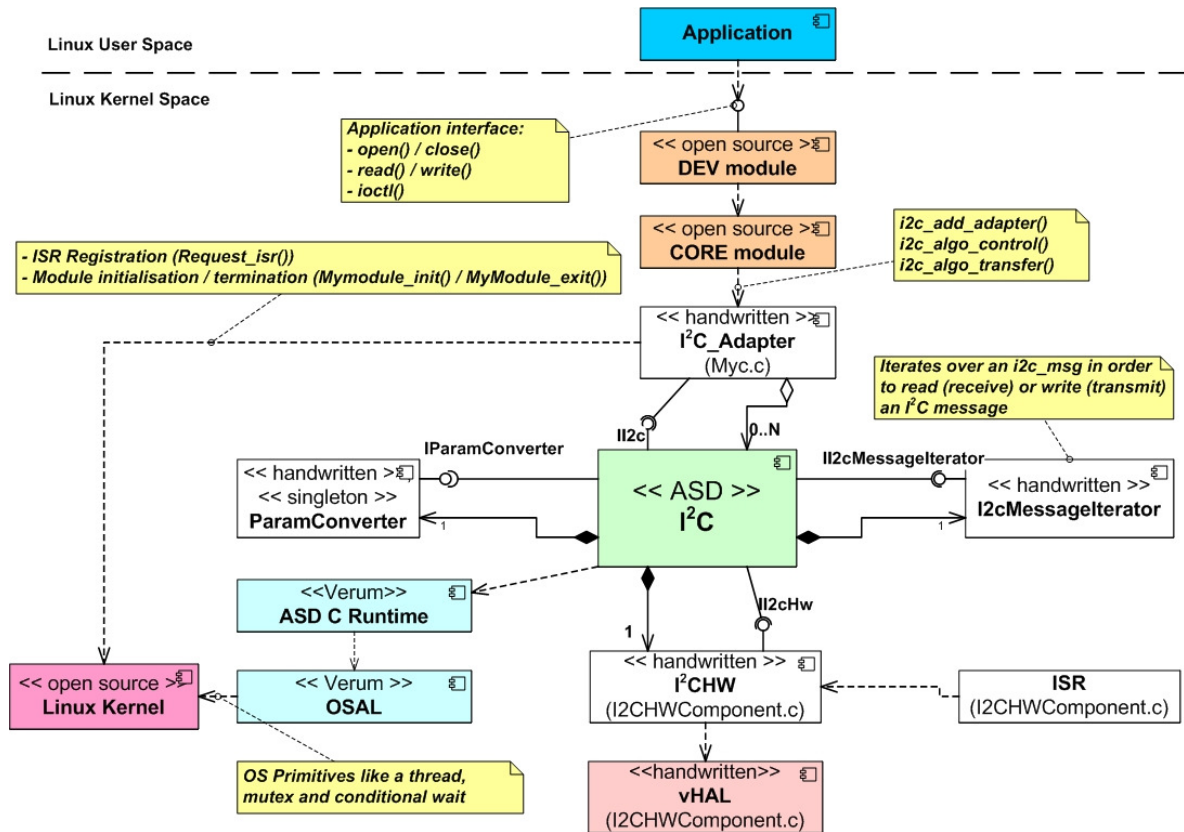 Application
Linux User Space
Linux Kernel Space
Application interface:
- open() / close()
- read() / write()
- ioctl()
<< open source >>
DEV module
<< open source >>
CORE module
i2c_add_adapter()
i2c_algo_control()
i2c_algo_transfer()
- ISR Registration (Request_isr())
- Module initialisation / termination (Mymodule_init() / MyModule_exit())
<< handwritten >>
I²C_Adapter
(Myc.c)
Iterates over an i2c_msg in order
to read (receive) or write (transmit)
an I²C message
II2c
0..N
IParamConverter
II2cMessageIterator
<< handwritten >>
<< singleton >>
ParamConverter
1
<< ASD >>
I²C
<< handwritten >>
I2cMessageIterator
1
<<Verum>>
ASD C Runtime
II2cHw
1
<< Verum >>
OSAL
<< open source >>
Linux Kernel
<< handwritten >>
I²CHW
(I2CHWComponent.c)
ISR
(I2CHWComponent.c)
OS Primitives like a thread,
mutex and conditional wait
<<handwritten>>
vHAL
(I2CHWComponent.c)